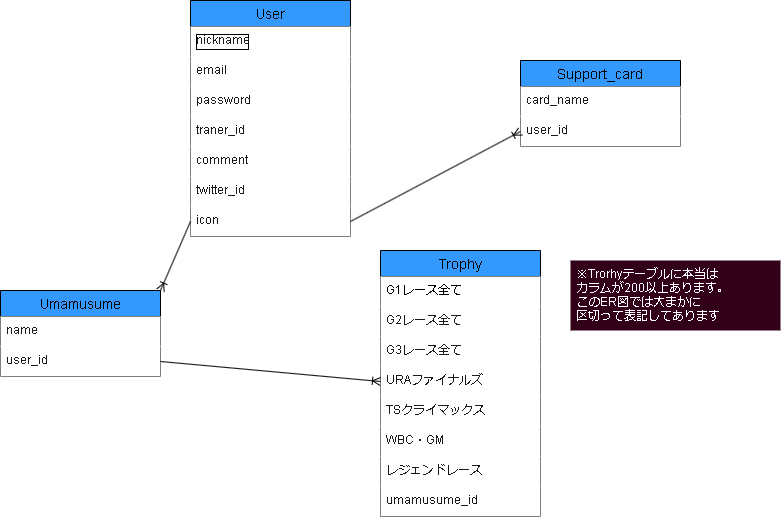 User
nickname
email
password
traner_id
comment
twitter_id
icon
Support_card
card_name
user_id
Umamusume
name
user_id
Trophy
G1レース全て
G2レース全て
G3レース全て
URAファイナルズ
TSクライマックス
WBC・GM
レジェンドレース
umamusume_id
※Trorhyテーブルに本当は
カラムが200以上あります。
このER図では大まかに
区切って表記してあります